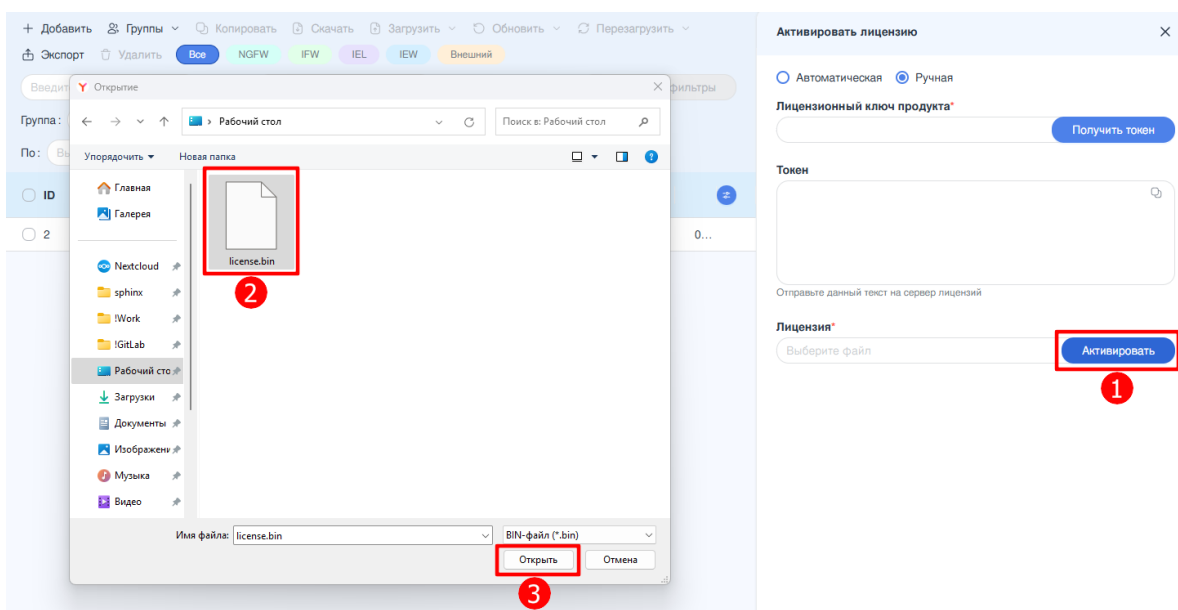 Добавить Группы Копировать Скачать Загрузить Обновить Перезагрузить
Экспорт Удалить Все NGFW IFW IEL IEW Внешний
Введит
фильтры
Группа:
По: Вы
ID
2
0...
Открытие
Рабочий стол
Поиск в: Рабочий стол
Упорядочить Новая папка
Главная
Галерея
Nextcloud
sphinx
!Work
!GitLab
Рабочий сто
Загрузки
Документы
Изображени
Музыка
Видео
license.bin
2
Имя файла: license.bin BIN-файл (*.bin)
Открыть Отмена
3
Активировать лицензию
Автоматическая Ручная
Лицензионный ключ продукта*
Получить токен
Токен
Отправьте данный текст на сервер лицензий
Лицензия*
Выберите файл Активировать
1